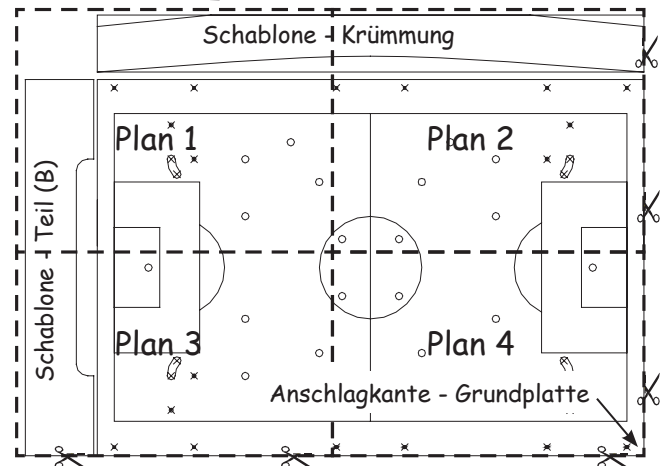 Schablone - Krümmung
Plan 1
Plan 2
Schablone - Teil (B)
Plan 3
Plan 4
Anschlagkante - Grundplatte